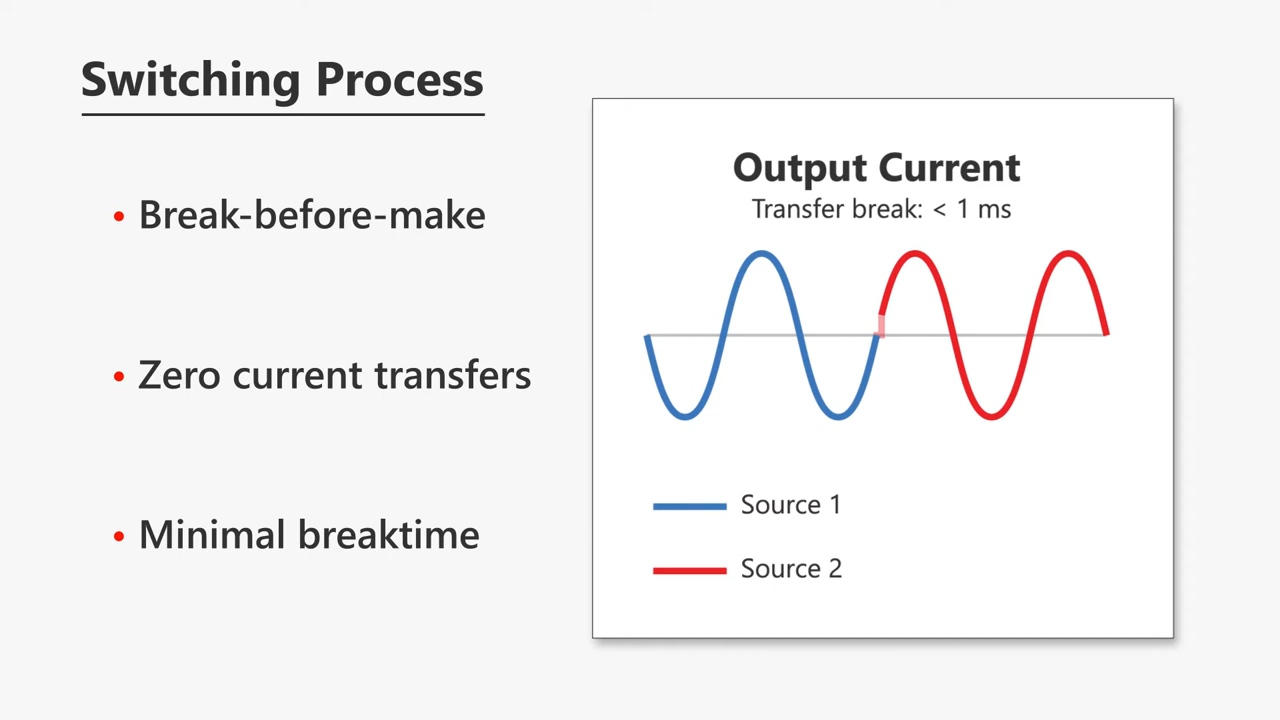 Switching Process
• Break-before-make
• Zero current transfers
• Minimal breaktime
Output Current
Transfer break: < 1 ms
Source 1
Source 2